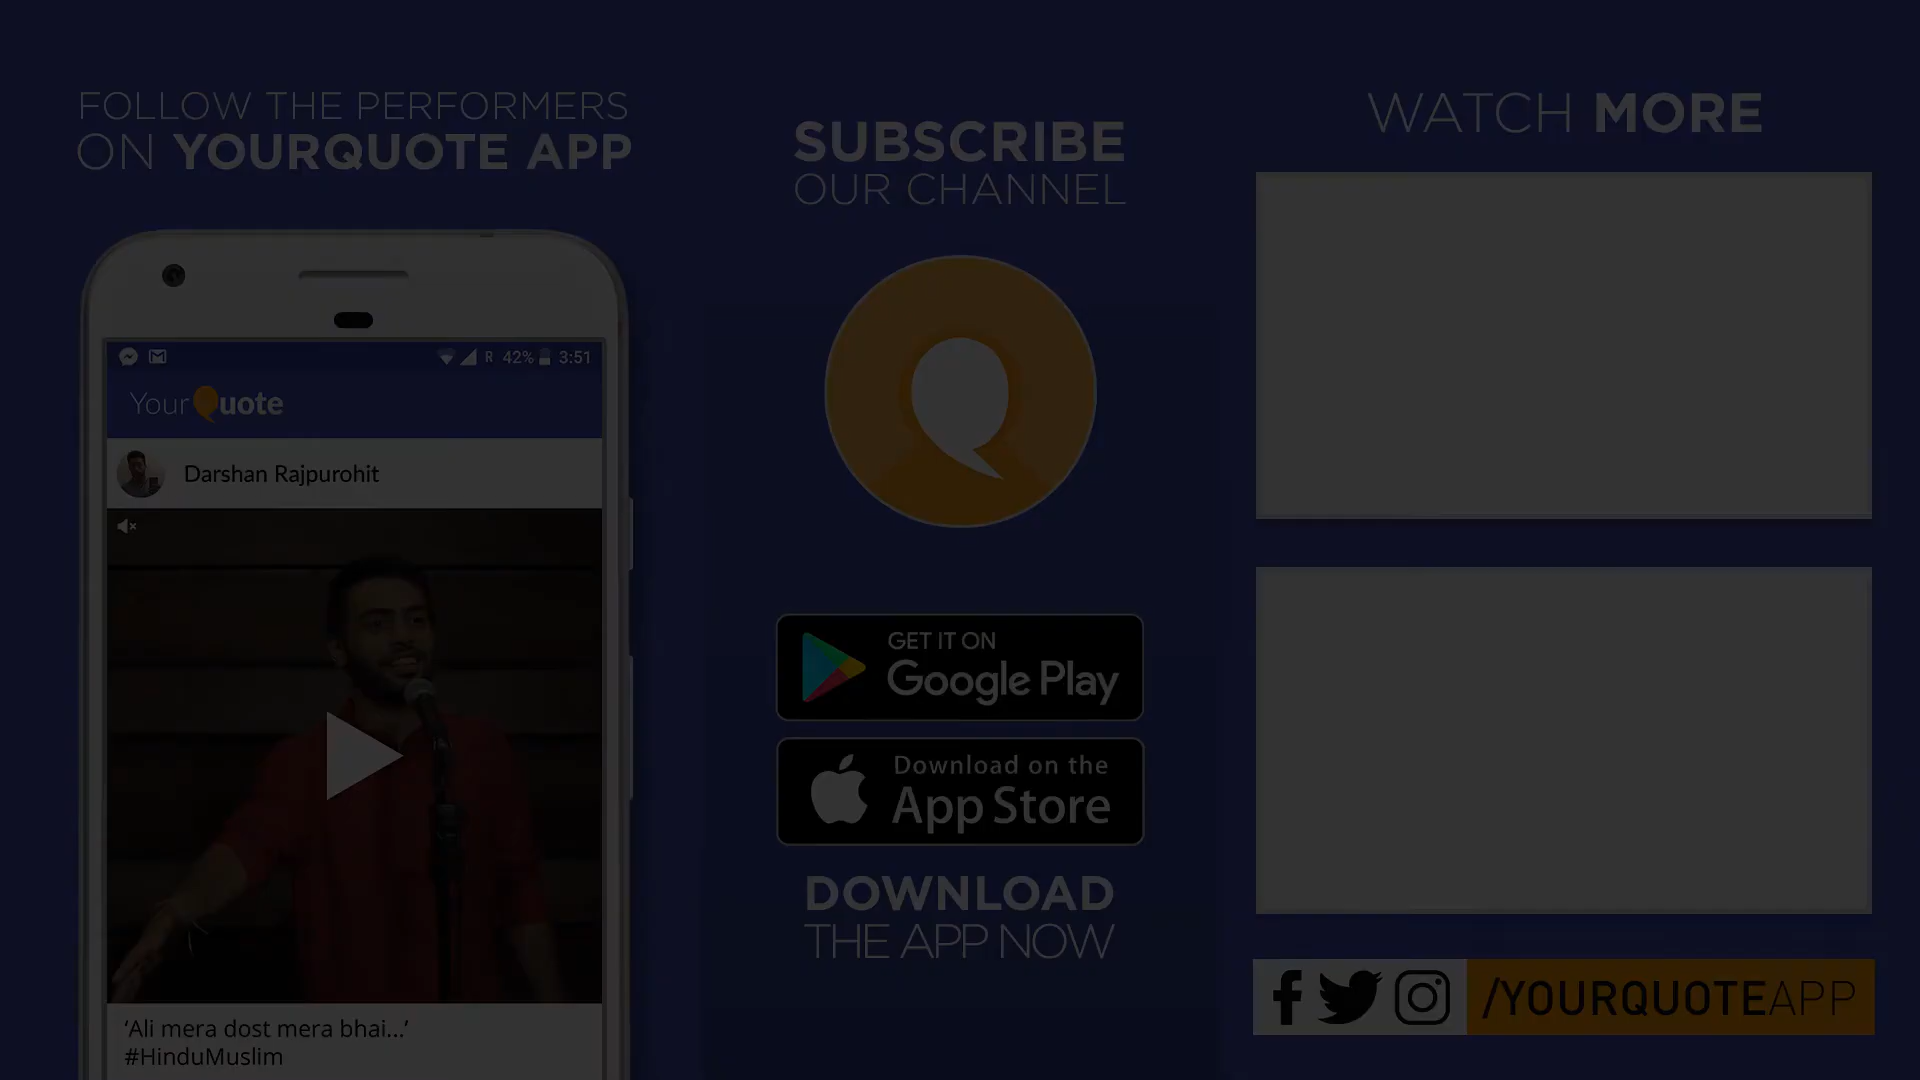 FOLLOW THE PERFORMERS
ON YOURQUOTE APP
R 42% 3:51
YourQuote
Darshan Rajpurohit
‘Ali mera dost mera bhai...’
#HinduMuslim
SUBSCRIBE
OUR CHANNEL
GET IT ON
Google Play
Download on the
App Store
DOWNLOAD
THE APP NOW
WATCH MORE
/YOURQUOTEAPP